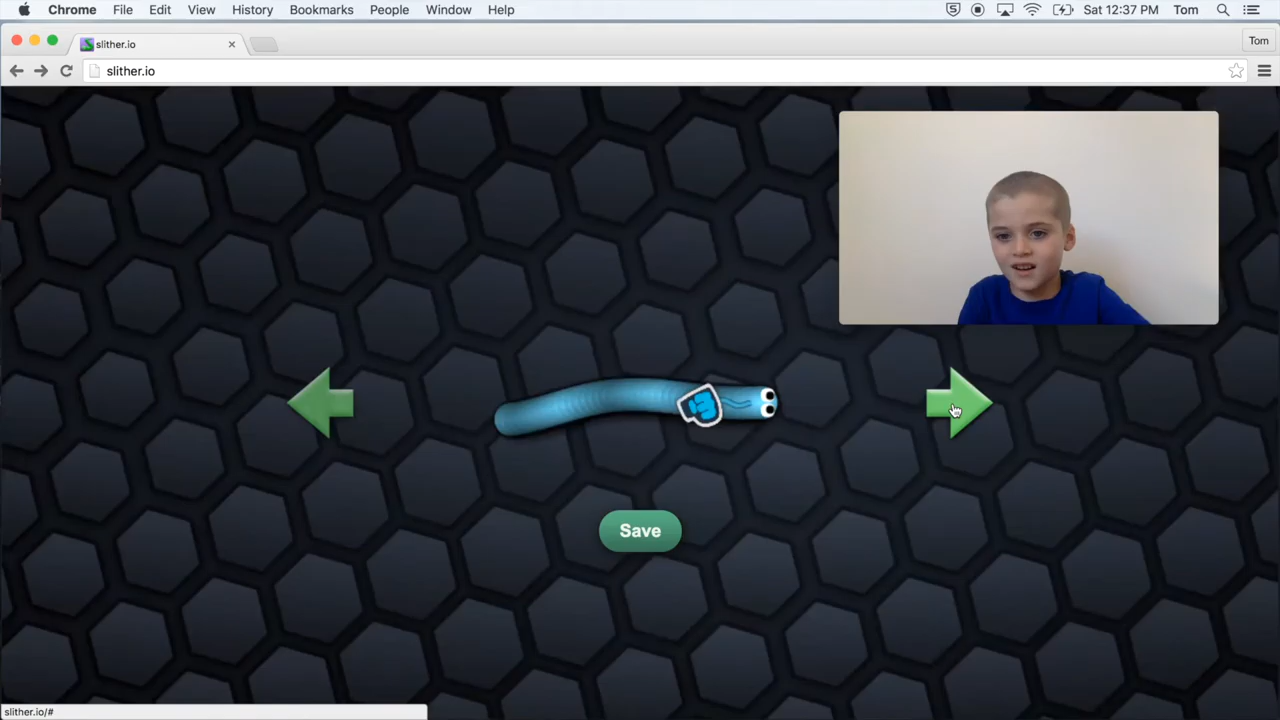 Chrome File Edit View History Bookmarks People Window Help Sat 12:37 PM Tom
slither.io Tom
slither.io
Save
slither.io/#